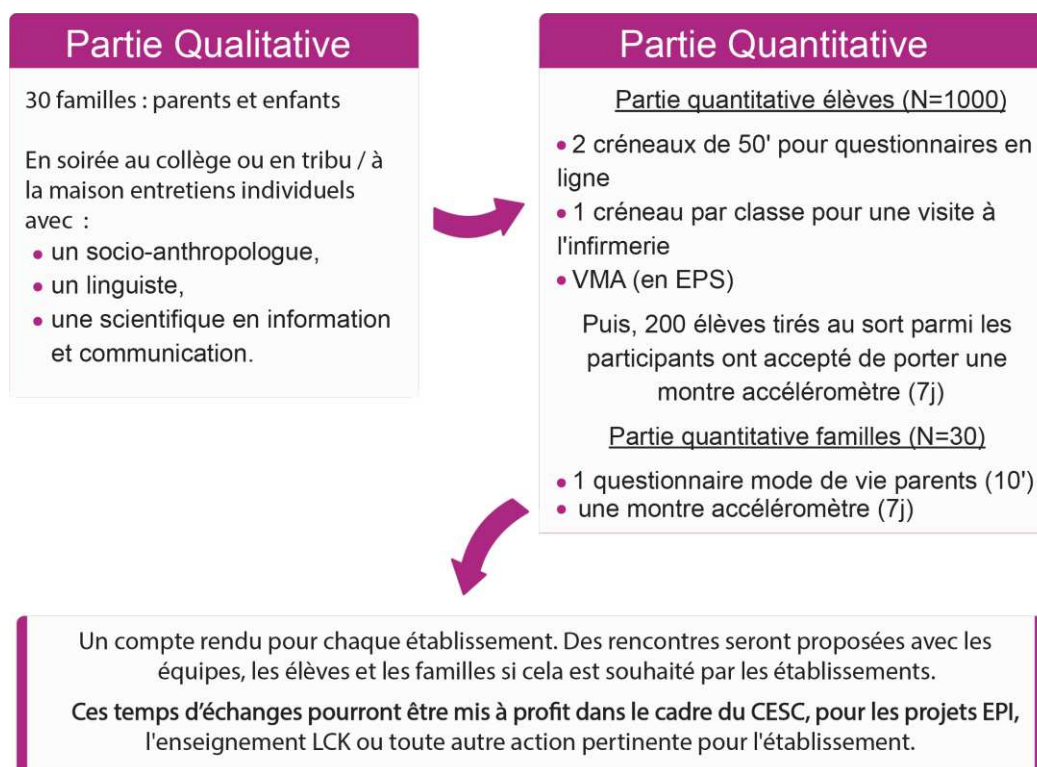 Partie Qualitative
30 familles : parents et enfants
En soirée au collège ou en tribu / à
la maison entretiens individuels
avec :
• un socio-anthropologue,
• un linguiste,
• une scientifique en information
et communication.
Partie Quantitative
Partie quantitative élèves (N=1000)
• 2 créneaux de 50' pour questionnaires en
ligne
• 1 créneau par classe pour une visite à
l'infirmerie
• VMA (en EPS)
Puis, 200 élèves tirés au sort parmi les
participants ont accepté de porter une
montre accéléromètre (7j)
Partie quantitative familles (N=30)
• 1 questionnaire mode de vie parents (10')
• une montre accéléromètre (7j)
Un compte rendu pour chaque établissement. Des rencontres seront proposées avec les
équipes, les élèves et les familles si cela est souhaité par les établissements.
Ces temps d'échanges pourront être mis à profit dans le cadre du CESC, pour les projets EPI,
l'enseignement LCK ou toute autre action pertinente pour l'établissement.